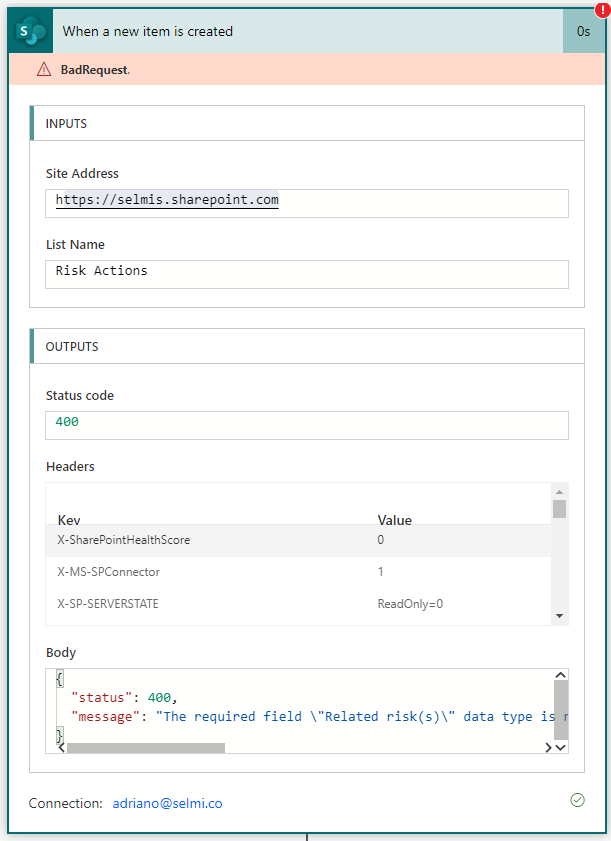 S
When a new item is created
0s
!
BadRequest.
INPUTS
Site Address
https://selmis.sharepoint.com
List Name
Risk Actions
OUTPUTS
Status code
400
Headers
Key Value
X-SharePointHealthScore 0
X-MS-SPConnector 1
X-SP-SERVERSTATE ReadOnly=0
Body
{
"status": 400,
"message": "The required field \"Related risk(s)\" data type is
}
Connection: adriano@selmi.co